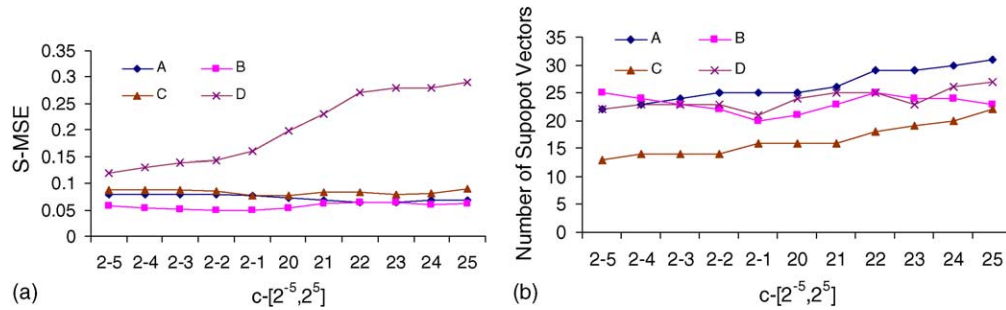 S-MSE
0.35
0.3
0.25
0.2
0.15
0.1
0.05
0
A
B
C
D
2-5 2-4 2-3 2-2 2-1 20 21 22 23 24 25
c-[2⁻⁵,2⁵]
(a)
Number of Suppot Vectors
35
30
25
20
15
10
5
0
A
B
C
D
2-5 2-4 2-3 2-2 2-1 20 21 22 23 24 25
c-[2⁻⁵,2⁵]
(b)